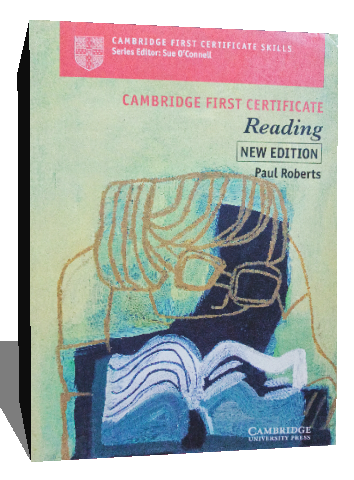 CAMBRIDGE FIRST CERTIFICATE SKILLS
Series Editor: Sue O'Connell
CAMBRIDGE FIRST CERTIFICATE
Reading
NEW EDITION
Paul Roberts
CAMBRIDGE
UNIVERSITY PRESS